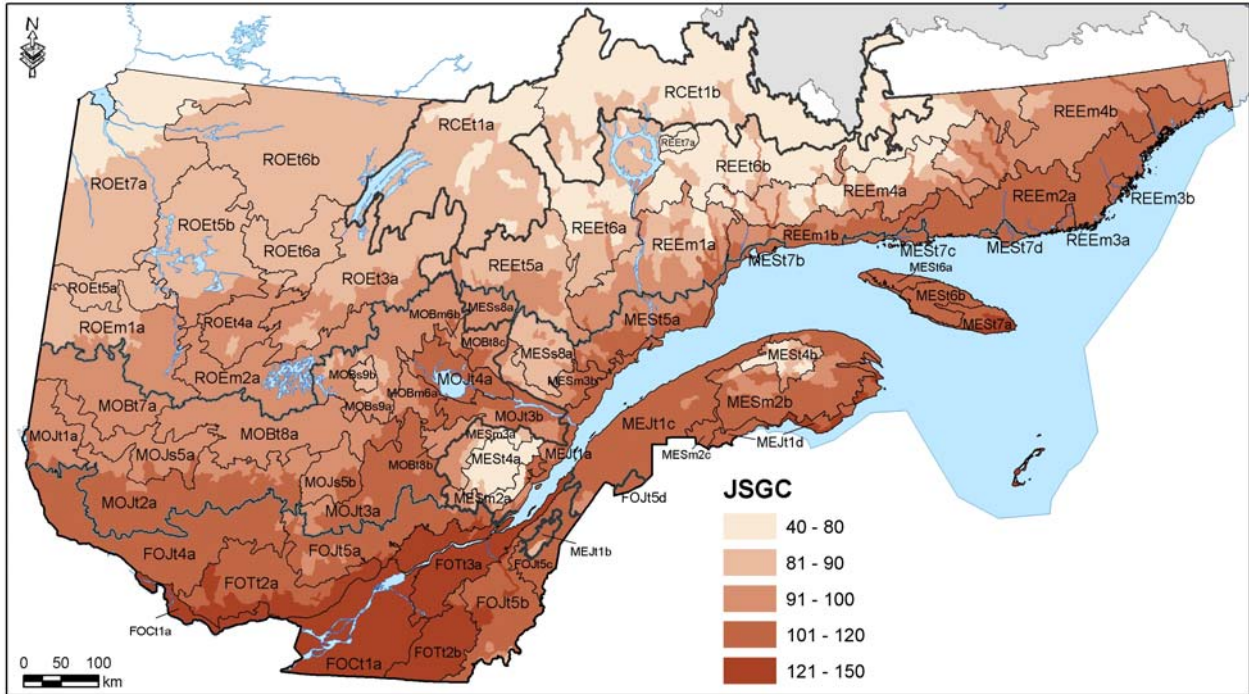 N
RCEt1b
RCEt1a
REEm4b
REEt7a
ROEt6b
REEt6b
ROEt7a
REEm4a
REEm2a
REEm3b
ROEt5b
REEt6a
REEm1a
REEm1b
MESt7c
MESt7d
REEm3a
ROEt6a
MESt7b
REEt5a
MESt6a
ROEt3a
ROEt5a
MESt6b
MESs8a
MESt7a
MOBm6b
MESt5a
ROEm1a
ROEt4a
MOBt8c
MESs8a
MESt4b
MOBs9b
ROEm2a
MOJt4a
MESm3b
MOBm6a
MESm2b
MOBt7a
MOBs9a
MOJt3b
MEJt1c
MOJt1a
MOBt8a
MESm3a
MEJt1d
MOJs5a
MEJt1a
MESm2c
MOBt8b
MESt4a
MOJs5b
JSGC
MOJt2a
MESm2a
FOJt5d
MOJt3a
40 - 80
FOJt4a
FOJt5a
MEJt1b
81 - 90
FOTt3a
FOJt5c
FOTt2a
91 - 100
FOJt5b
FOCt1a
101 - 120
0 50 100
km
FOCt1a
FOTt2b
121 - 150